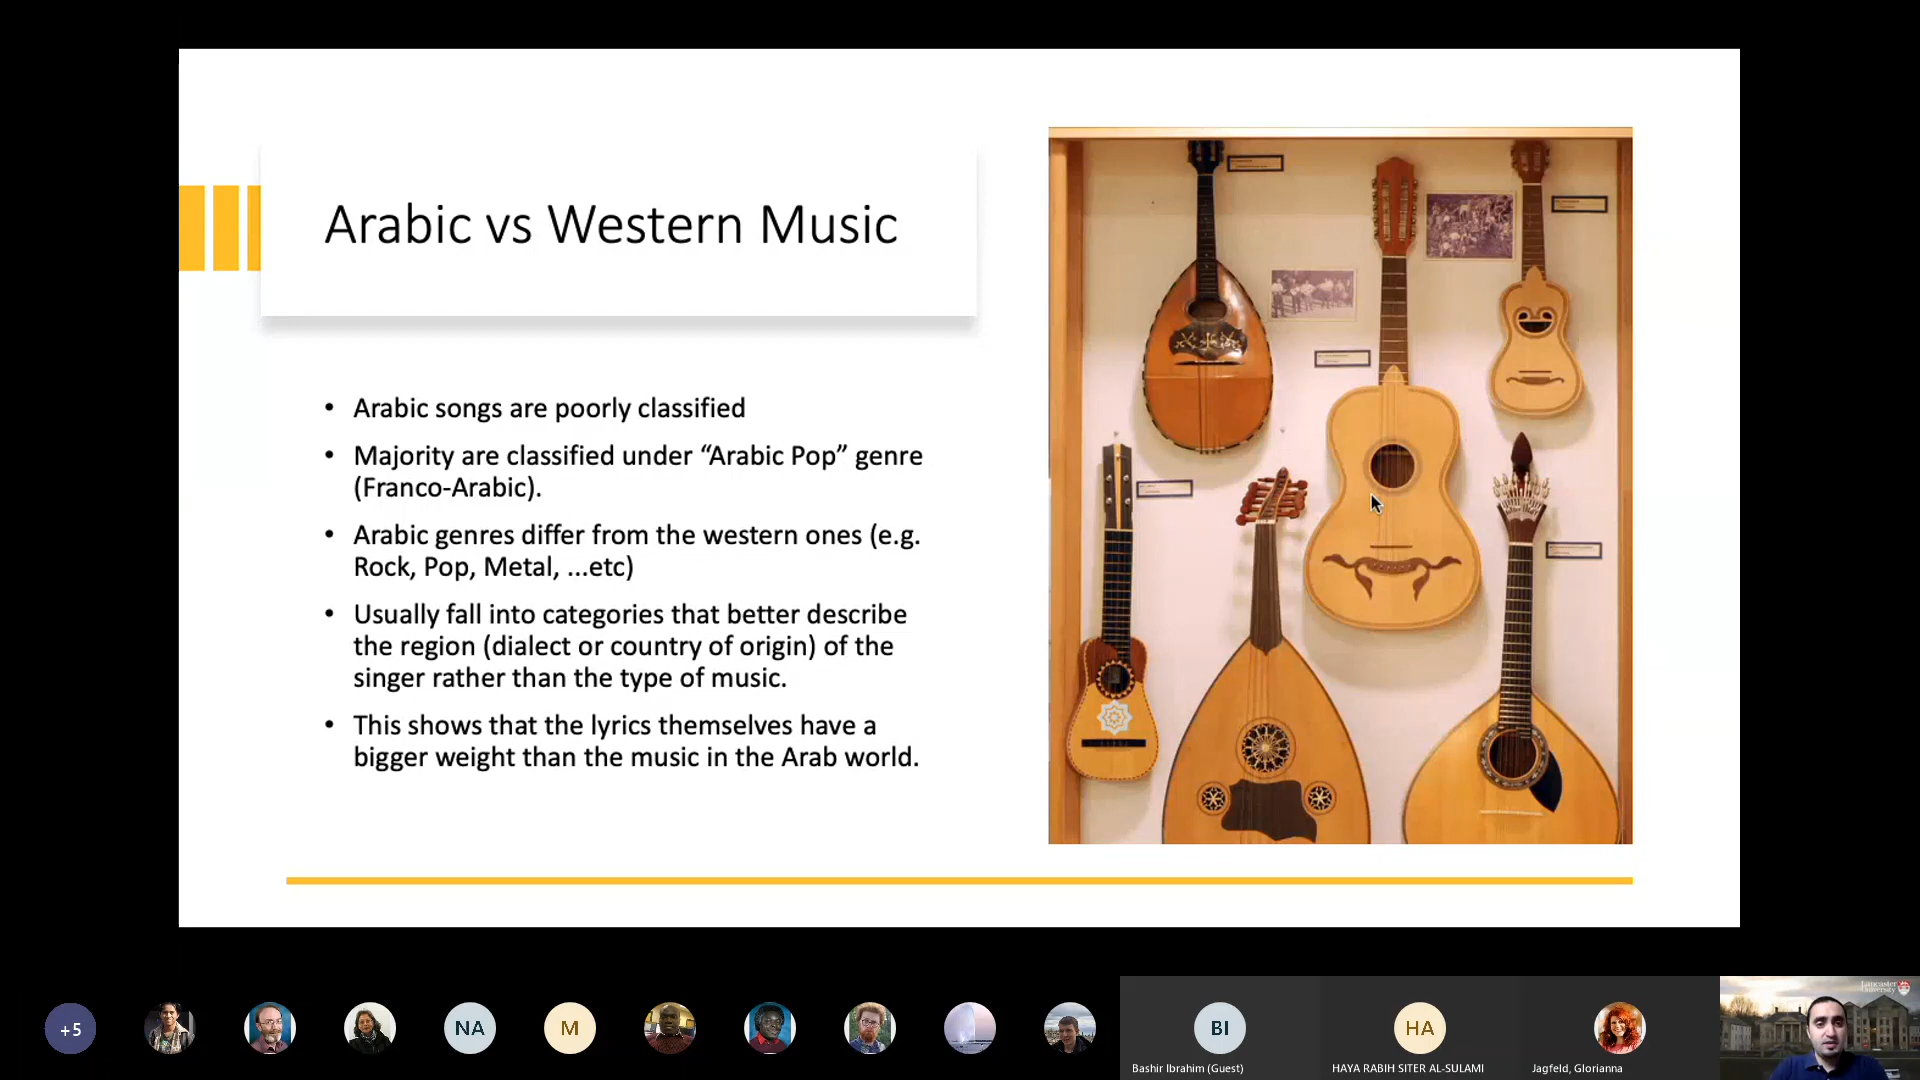 Arabic vs Western Music
• Arabic songs are poorly classified
• Majority are classified under “Arabic Pop” genre
(Franco-Arabic).
• Arabic genres differ from the western ones (e.g.
Rock, Pop, Metal, ...etc)
• Usually fall into categories that better describe
the region (dialect or country of origin) of the
singer rather than the type of music.
• This shows that the lyrics themselves have a
bigger weight than the music in the Arab world.
+5
NA
M
BI
HA
Bashir Ibrahim (Guest)
HAYA RABIH SITER AL-SULAMI
Jagfeld, Glorianna
Lancaster
University